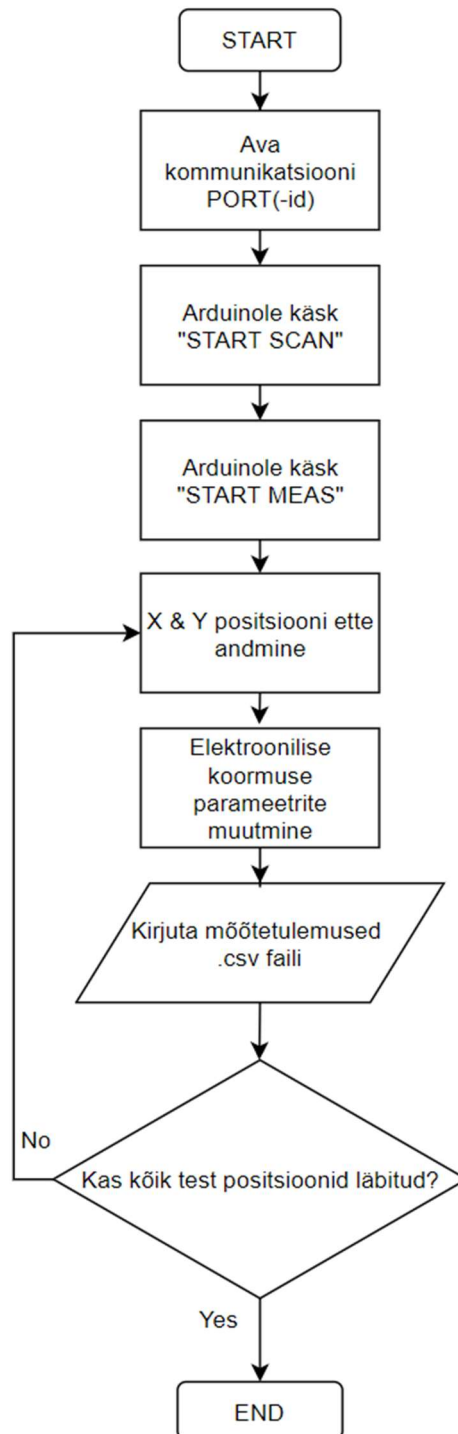 START
Ava
kommunikatsiooni
PORT(-id)
Arduinole käsk
"START SCAN"
Arduinole käsk
"START MEAS"
X & Y positsiooni ette
andmine
Elektroonilise
koormuse
parameetrite
muutmine
Kirjuta mõõtetulemused
.csv faili
No
Kas kõik test positsioonid läbitud?
Yes
END